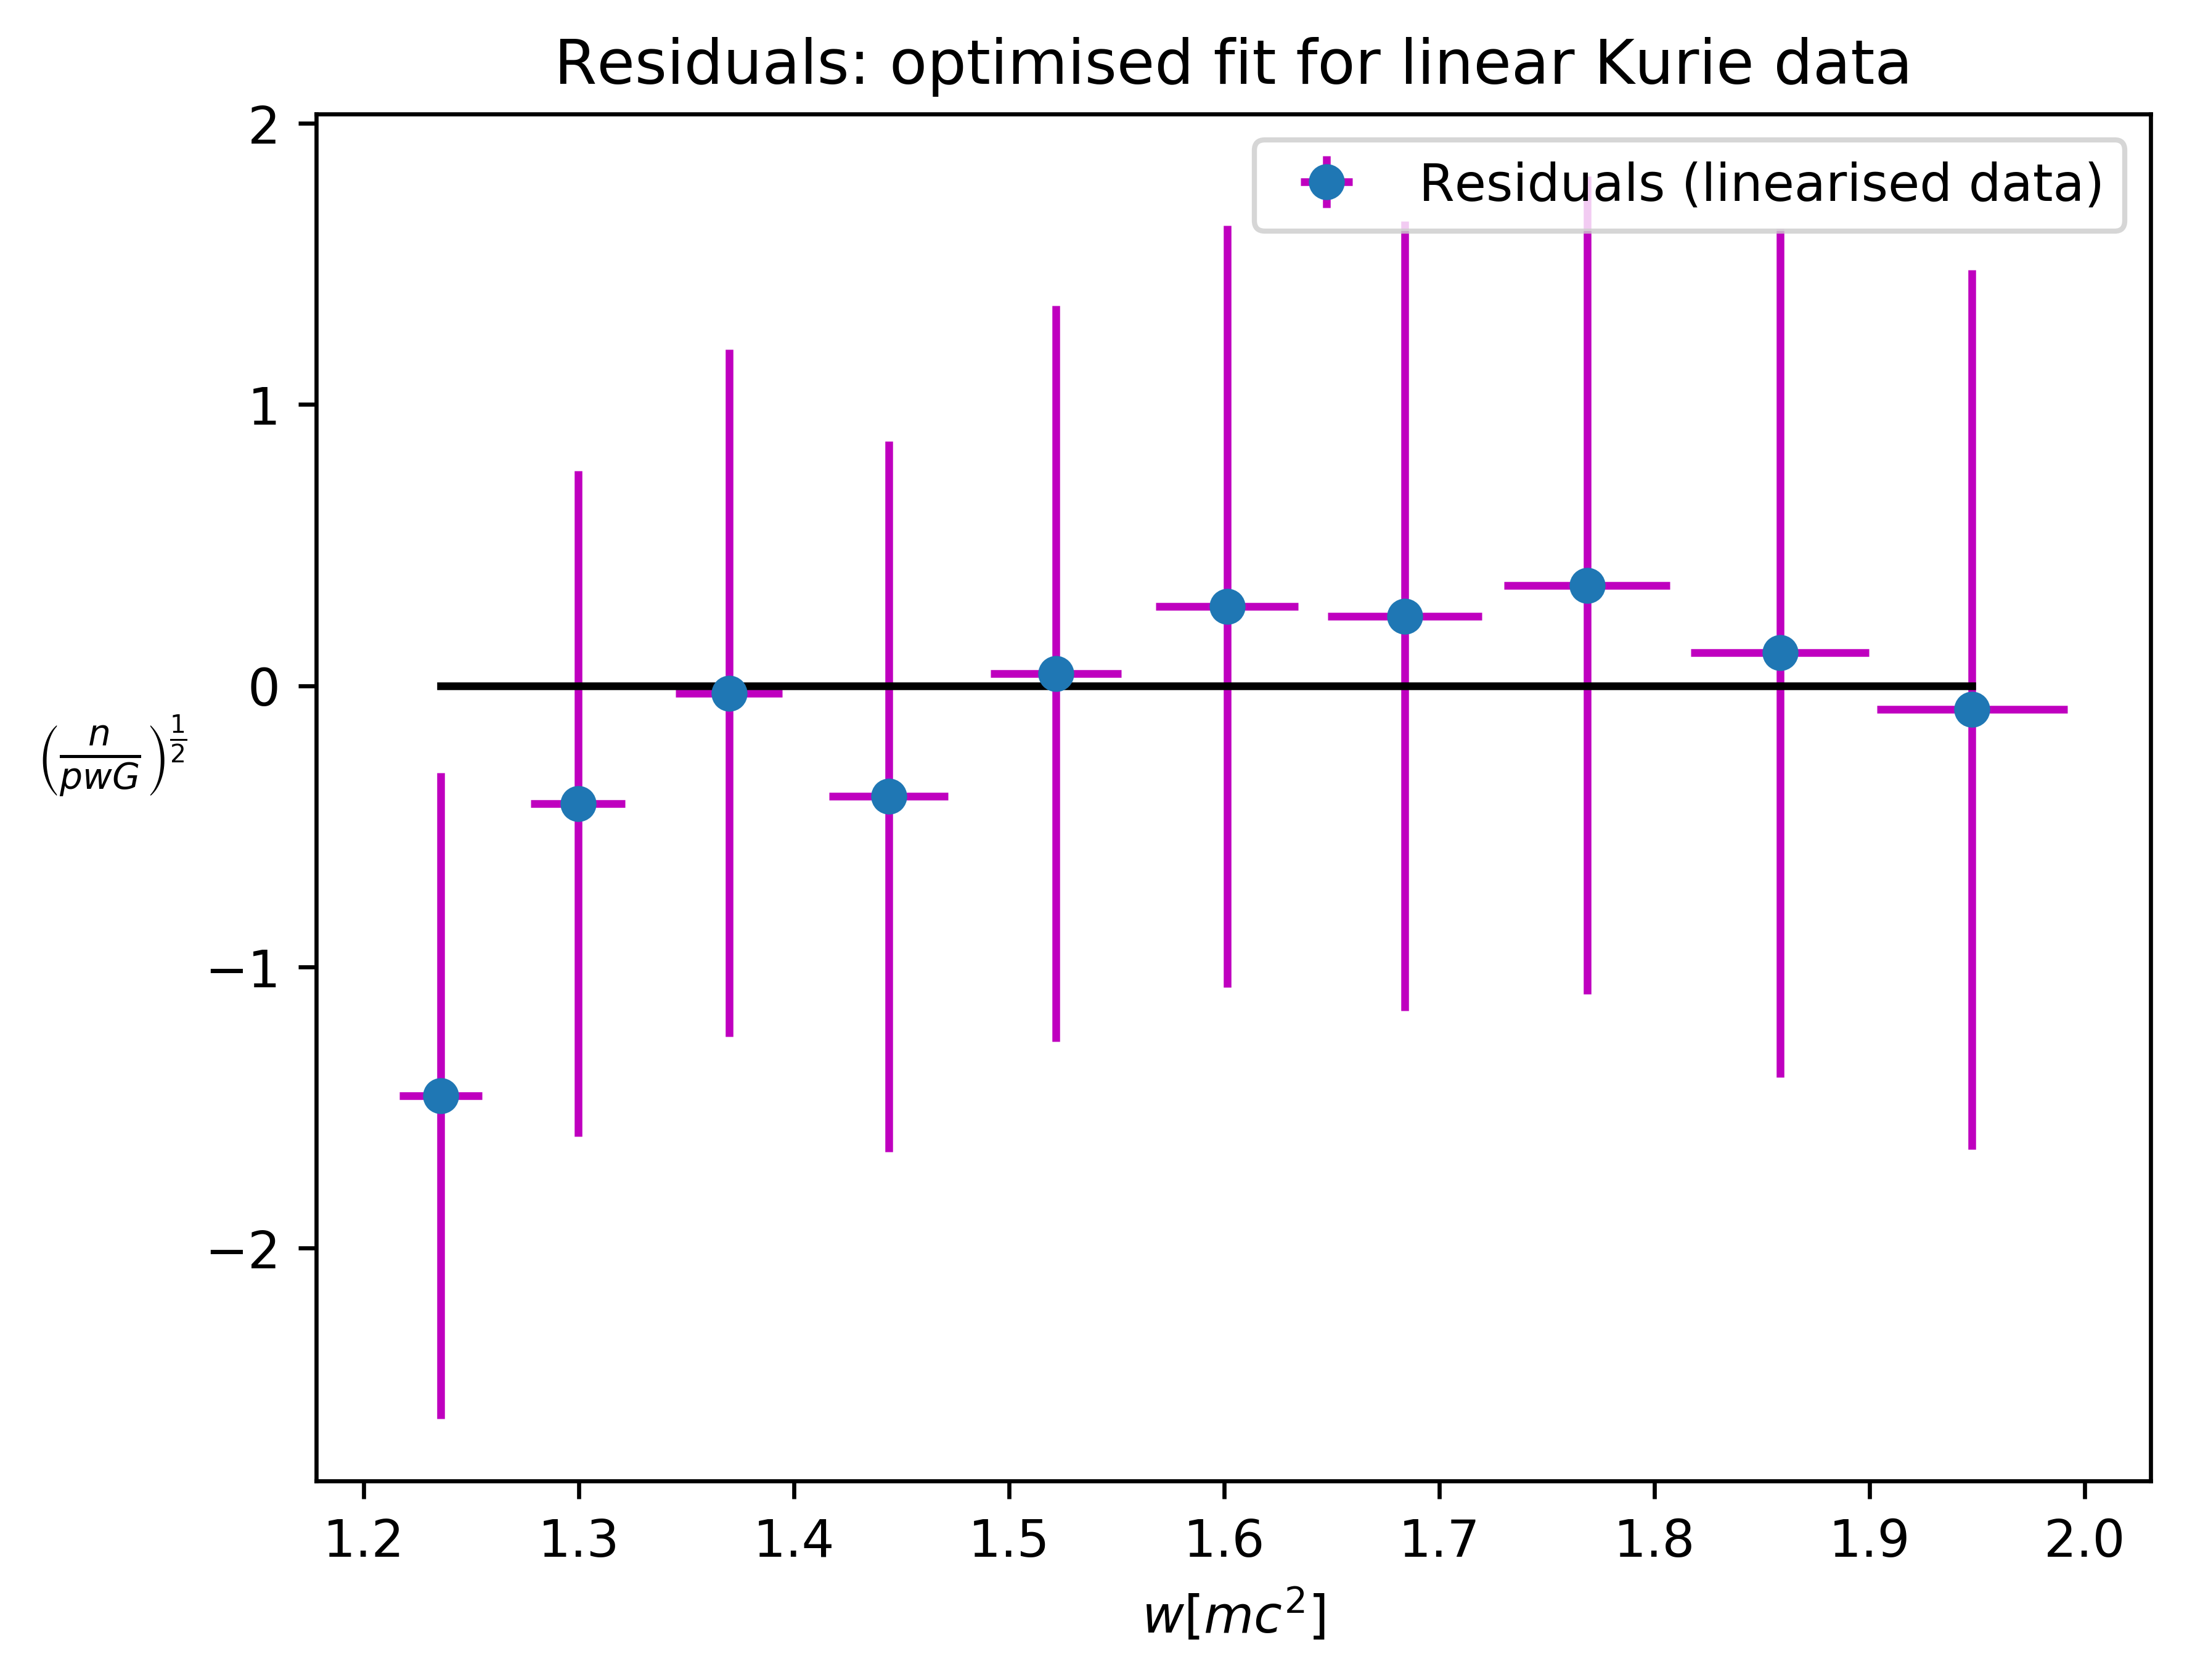 Residuals: optimised fit for linear Kurie data
Residuals (linearised data)
2
1
0
−1
−2
(n/pwG)^1/2
1.2 1.3 1.4 1.5 1.6 1.7 1.8 1.9 2.0
w[mc²]